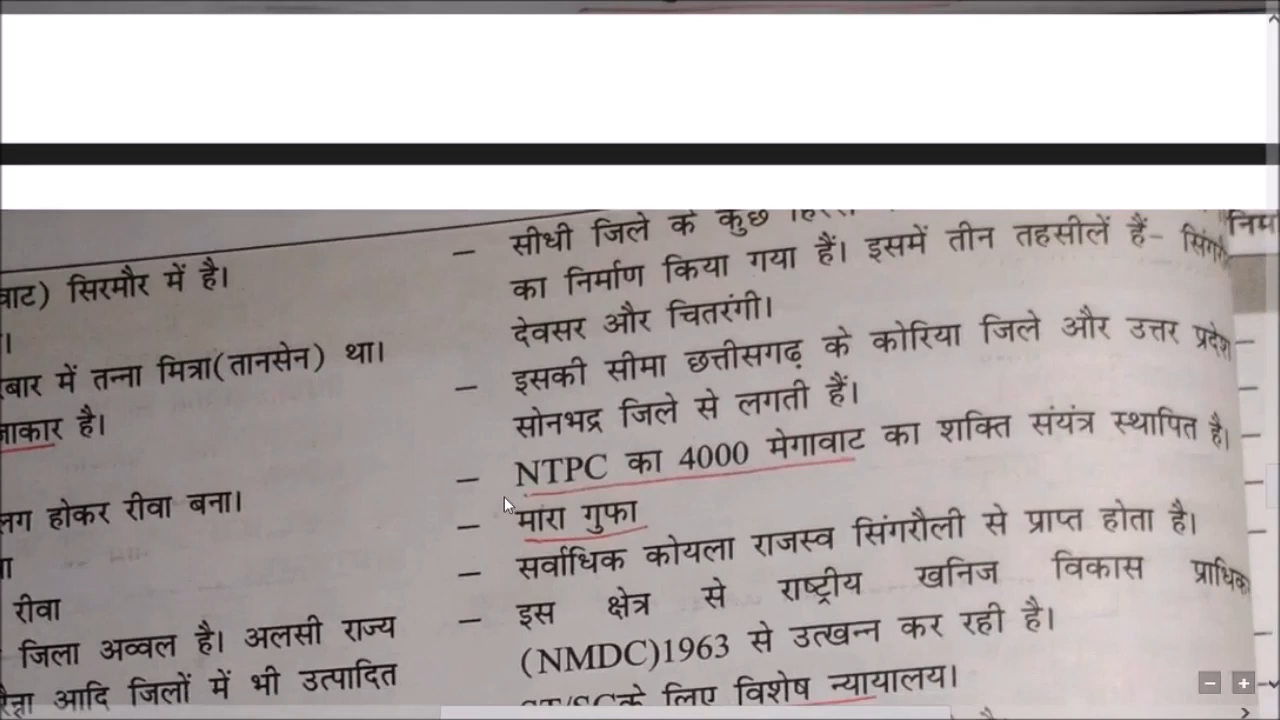 वाट) सिरमौर में है।
।
बार में तन्ना मित्रा(तानसेन) था।
ाकार है।
लग होकर रीवा बना।
रीवा
जिला अव्वल है। अलसी राज्य
आदि जिलों में भी उत्पादित
– सीधी जिले के कुछ
का निर्माण किया गया हैं। इसमें तीन तहसीलें हैं–
देवसर और चितरंगी।
– इसकी सीमा छत्तीसगढ़ के कोरिया जिले और उत्तर प्रदेश
सोनभद्र जिले से लगती हैं।
– NTPC का 4000 मेगावाट का शक्ति संयंत्र स्थापित है।
– मारा गुफा
– सर्वाधिक कोयला राजस्व सिंगरौली से प्राप्त होता है।
– इस क्षेत्र से राष्ट्रीय खनिज विकास
(NMDC)1963 से उत्खन्न कर रही है।
के लिए विशेष न्यायालय।